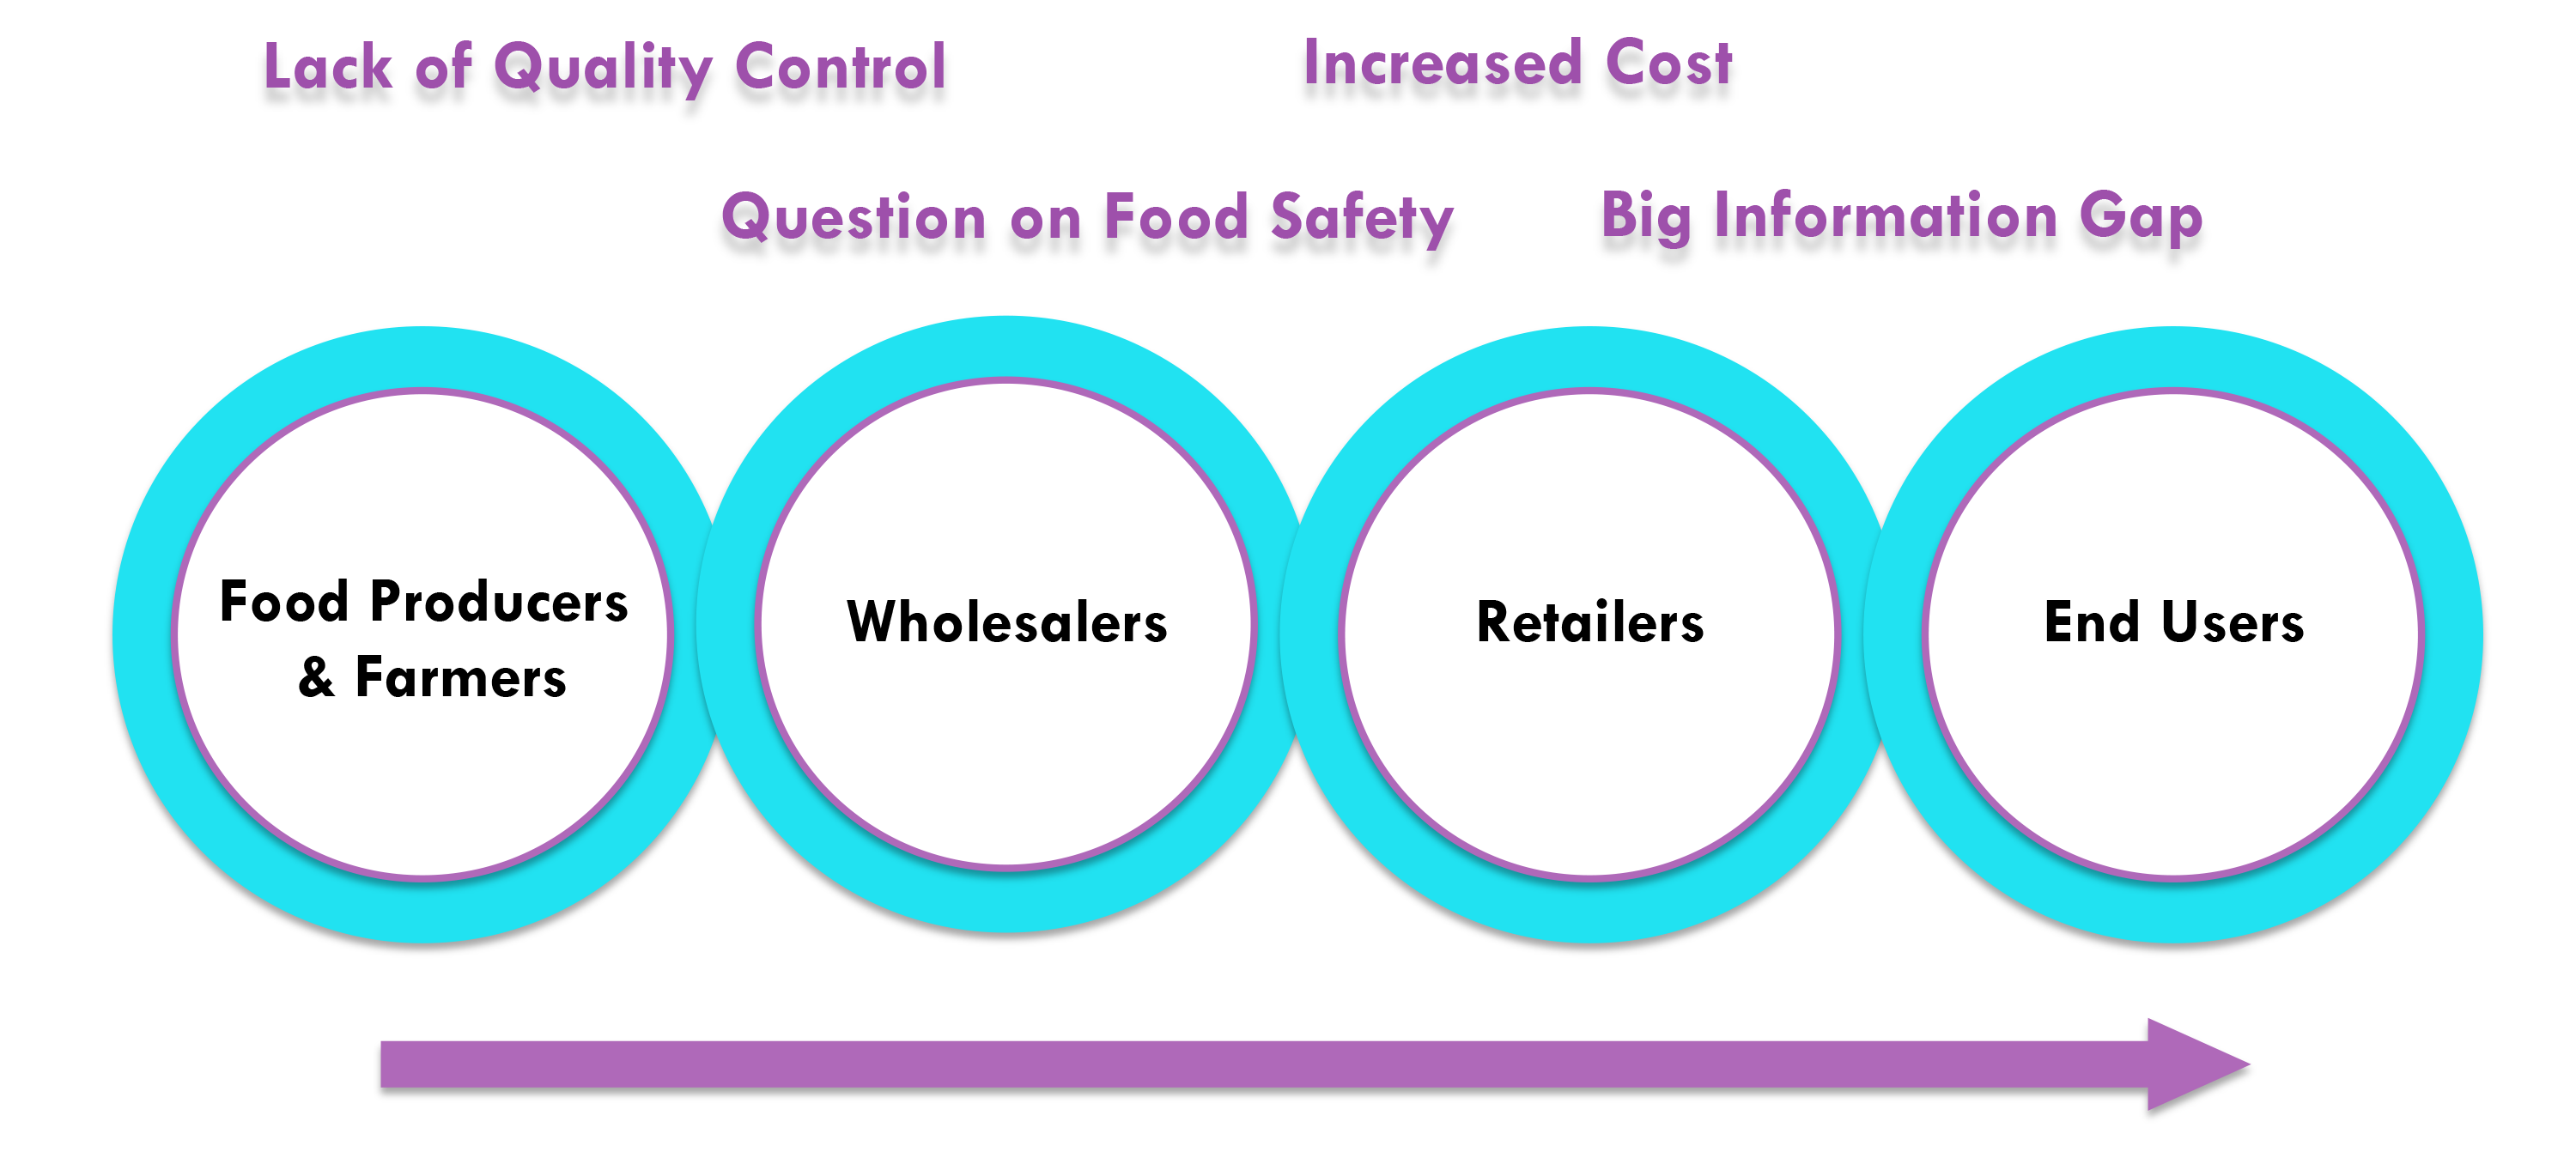 Lack of Quality Control
Increased Cost
Question on Food Safety
Big Information Gap
Food Producers
& Farmers
Wholesalers
Retailers
End Users